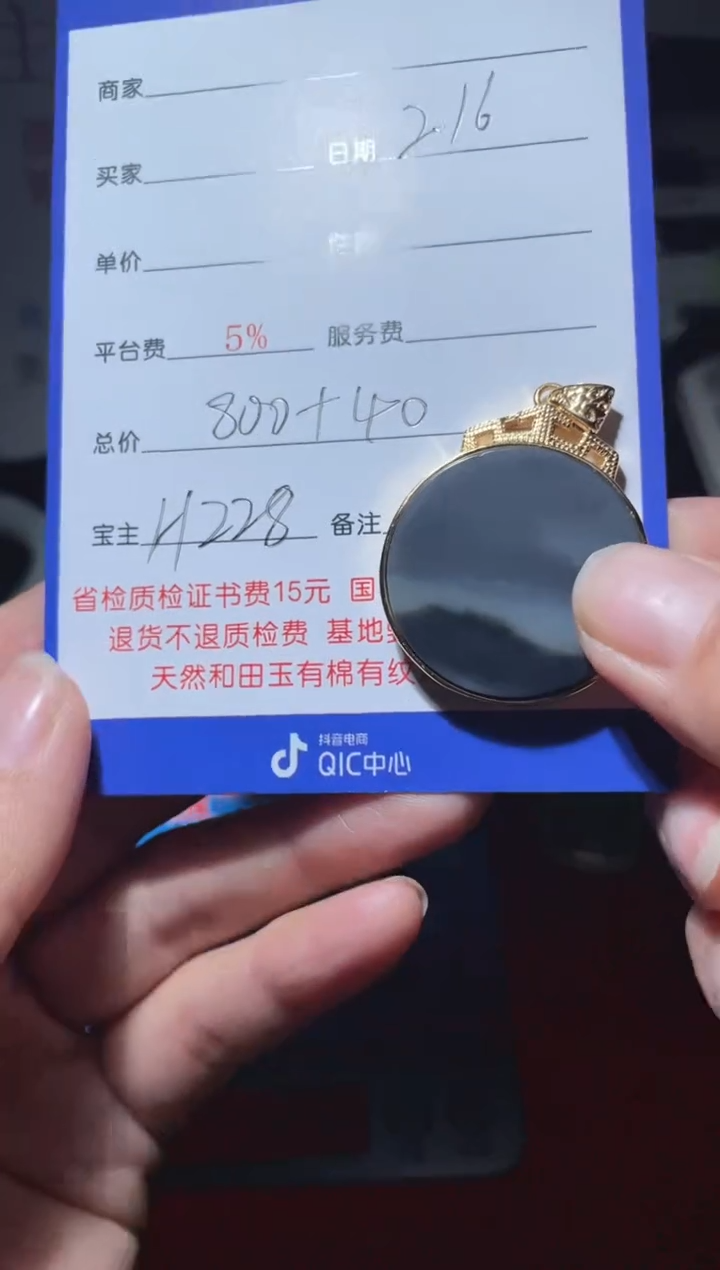 商家
买家 日期 2.16
单价
平台费 5% 服务费
总价 800+40
宝主 H228 备注
省检质检证书费15元 国
退货不退质检费 基地
天然和田玉有棉有纹
抖音电商
QIC中心